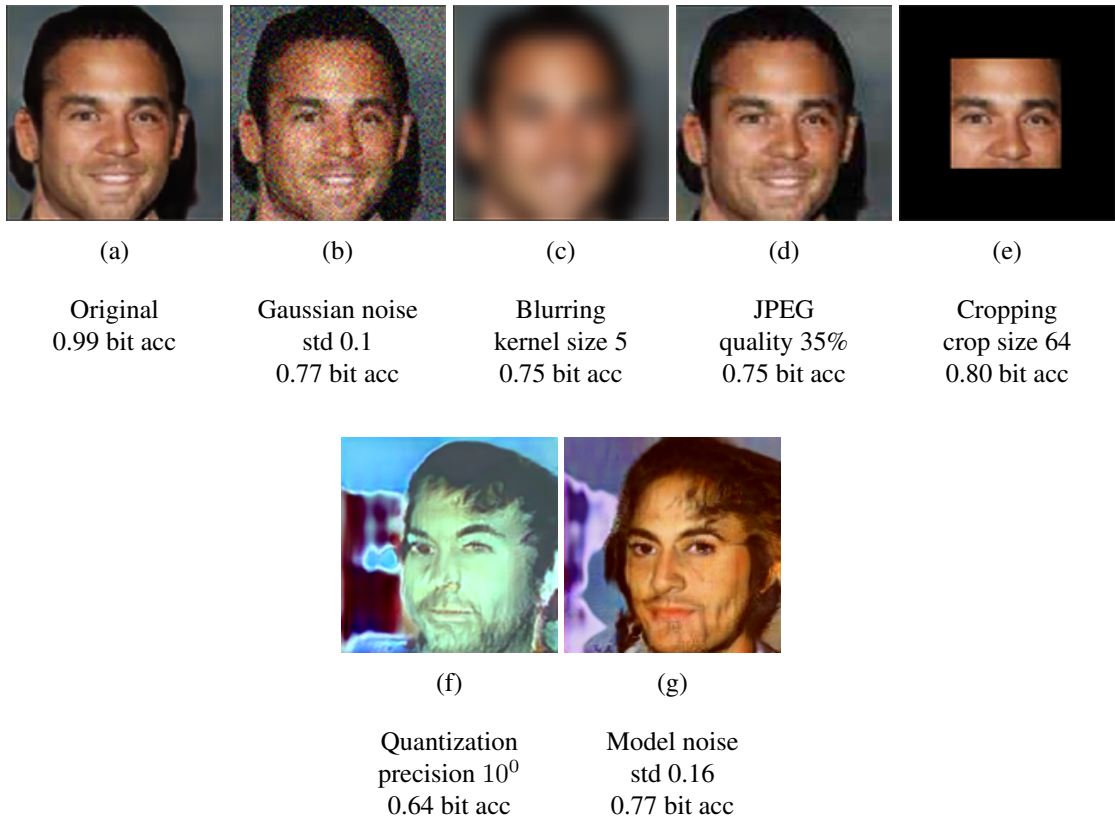 (a)
(b)
(c)
(d)
(e)
Original
0.99 bit acc
Gaussian noise
std 0.1
0.77 bit acc
Blurring
kernel size 5
0.75 bit acc
JPEG
quality 35%
0.75 bit acc
Cropping
crop size 64
0.80 bit acc
(f)
(g)
Quantization
precision 10⁰
0.64 bit acc
Model noise
std 0.16
0.77 bit acc